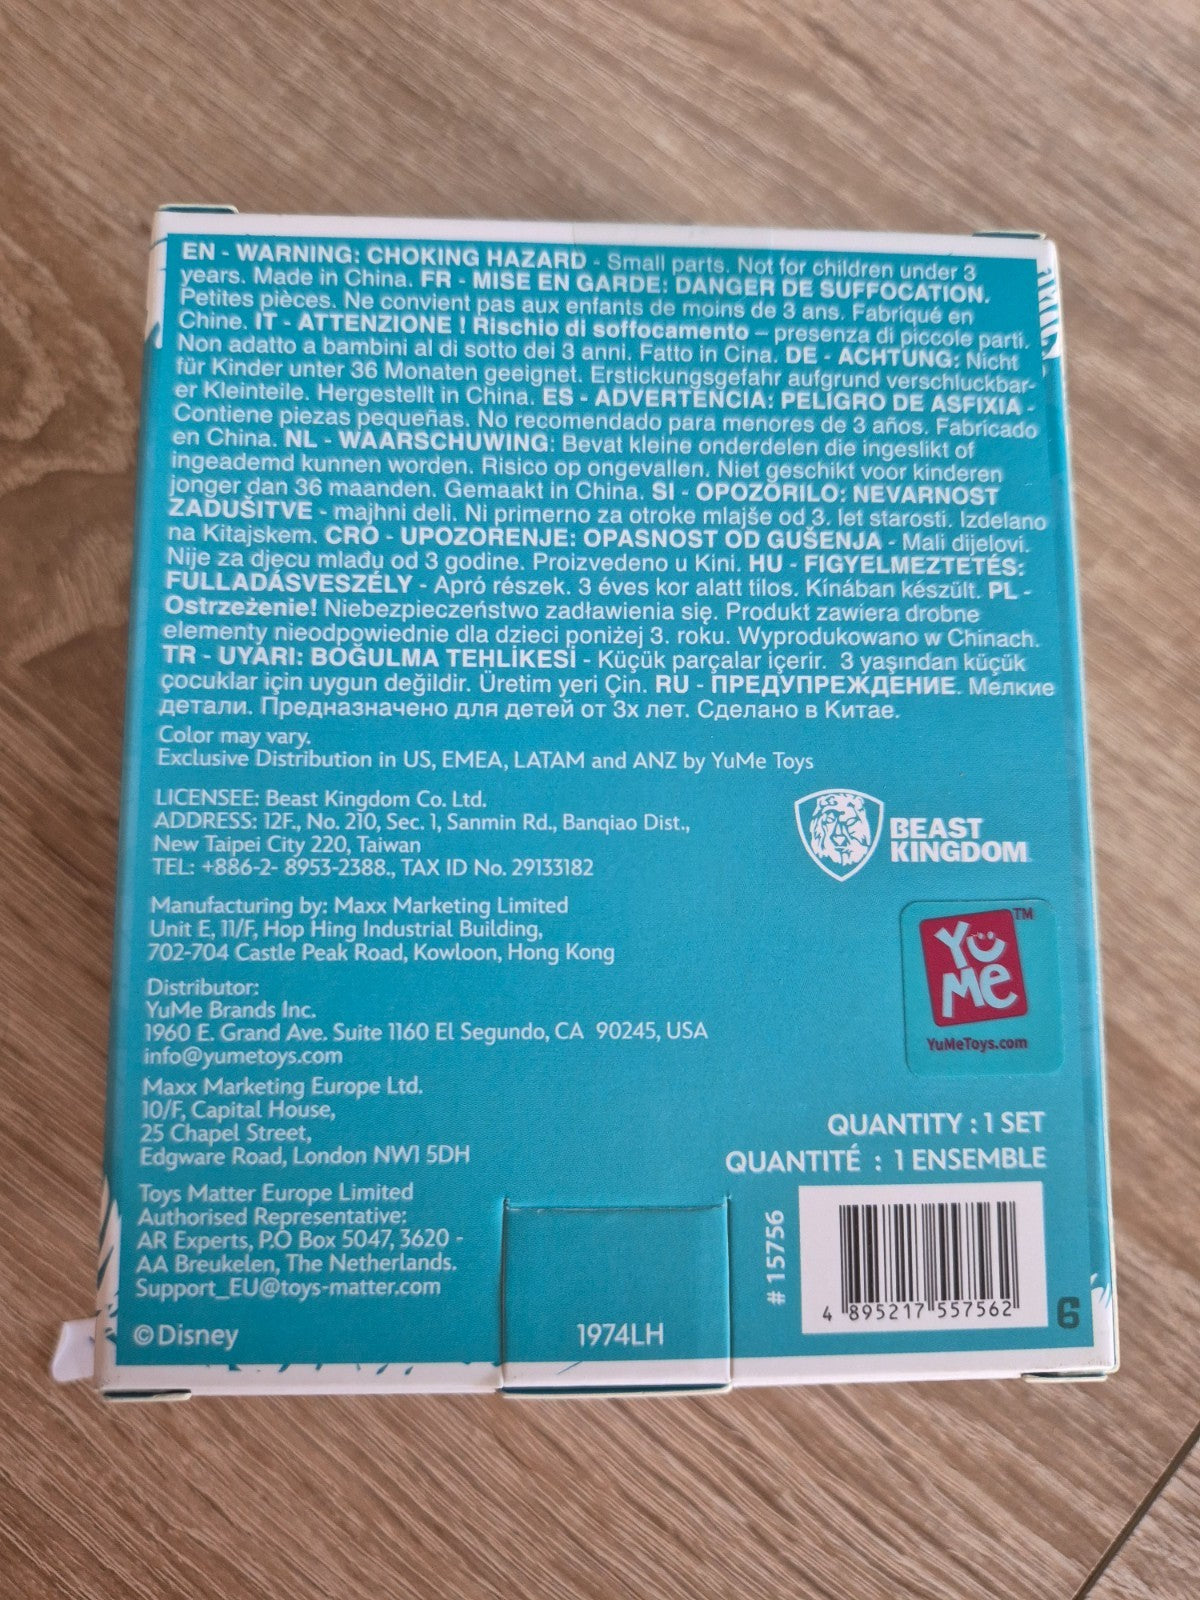 EN - WARNING: CHOKING HAZARD - Small parts. Not for children under 3
years. Made in China. FR - MISE EN GARDE: DANGER DE SUFFOCATION.
Petites pièces. Ne convient pas aux enfants de moins de 3 ans. Fabriqué en
Chine. IT - ATTENZIONE ! Rischio di soffocamento – presenza di piccole parti.
Non adatto a bambini al di sotto dei 3 anni. Fatto in Cina. DE - ACHTUNG: Nicht
für Kinder unter 36 Monaten geeignet. Erstickungsgefahr aufgrund verschluckbar-
er Kleinteile. Hergestellt in China. ES - ADVERTENCIA: PELIGRO DE ASFIXIA -
Contiene piezas pequeñas. No recomendado para menores de 3 años. Fabricado
en China. NL - WAARSCHUWING: Bevat kleine onderdelen die ingeslikt of
ingeademd kunnen worden. Risico op ongevallen. Niet geschikt voor kinderen
jonger dan 36 maanden. Gemaakt in China. SI - OPOZORILO: NEVARNOST
ZADUŠITVE - majhni deli. Ni primerno za otroke mlajše od 3. let starosti. Izdelano
na Kitajskem. CRO - UPOZORENJE: OPASNOST OD GUŠENJA - Mali dijelovi.
Nije za djecu mlađu od 3 godine. Proizvedeno u Kini. HU - FIGYELMEZTETÉS:
FULLADÁSVESZÉLY - Apró részek. 3 éves kor alatt tilos. Kínában készült. PL -
Ostrzeżenie! Niebezpieczeństwo zadławienia się. Produkt zawiera drobne
elementy nieodpowiednie dla dzieci poniżej 3. roku. Wyprodukowano w Chinach.
TR - UYARI: BOĞULMA TEHLİKESİ - Küçük parçalar içerir. 3 yaşından küçük
çocuklar için uygun değildir. Üretim yeri Çin. RU - ПРЕДУПРЕЖДЕНИЕ. Мелкие
детали. Предназначено для детей от 3х лет. Сделано в Китае.
Color may vary.
Exclusive Distribution in US, EMEA, LATAM and ANZ by YuMe Toys
LICENSEE: Beast Kingdom Co. Ltd.
ADDRESS: 12F., No. 210, Sec. 1, Sanmin Rd., Banqiao Dist.,
New Taipei City 220, Taiwan
TEL: +886-2- 8953-2388., TAX ID No. 29133182
BEAST
KINGDOM
Manufacturing by: Maxx Marketing Limited
Unit E, 11/F, Hop Hing Industrial Building,
702-704 Castle Peak Road, Kowloon, Hong Kong
YuMe TM
YuMeToys.com
Distributor:
YuMe Brands Inc.
1960 E. Grand Ave. Suite 1160 El Segundo, CA 90245, USA
info@yumetoys.com
Maxx Marketing Europe Ltd.
10/F, Capital House,
25 Chapel Street,
Edgware Road, London NW1 5DH
QUANTITY : 1 SET
QUANTITÉ : 1 ENSEMBLE
Toys Matter Europe Limited
Authorised Representative:
AR Experts, P.O Box 5047, 3620 -
AA Breukelen, The Netherlands.
Support_EU@toys-matter.com
©Disney
1974LH
# 15756
4 895217 557562
6